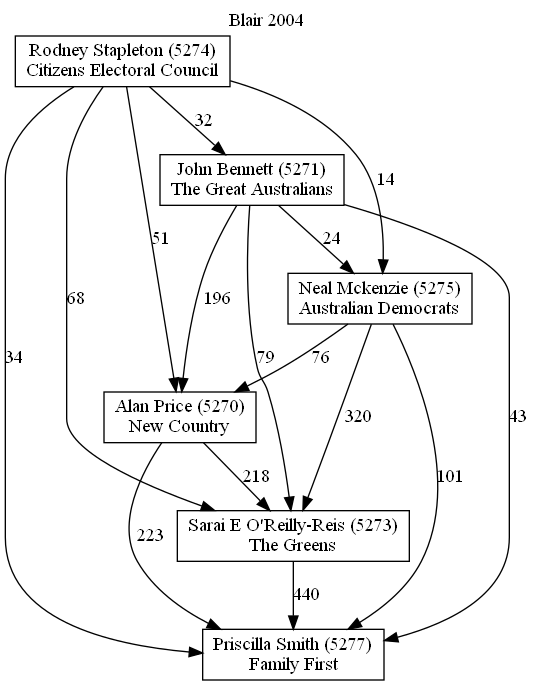 Blair 2004
Rodney Stapleton (5274)
Citizens Electoral Council
32
John Bennett (5271)
The Great Australians
14
51
24
68
196
Neal Mckenzie (5275)
Australian Democrats
34
79
76
43
Alan Price (5270)
New Country
320
101
218
223
Sarai E O'Reilly-Reis (5273)
The Greens
440
Priscilla Smith (5277)
Family First